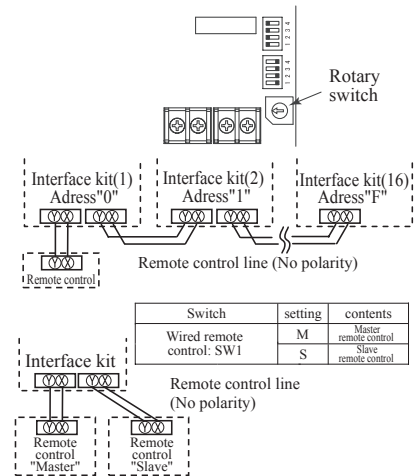 1 2 3 4
1 2 3 4
Rotary
switch
Interface kit(1)
Adress"0"
Interface kit(2)
Adress"1"
Interface kit(16)
Adress"F"
Y X
Y X
Y X
Y X
Y X
Y X
Remote control
Remote control line (No polarity)
Switch setting contents
Wired remote
control: SW1
M Master
remote control
S Slave
remote control
Interface kit
Y X
Y X
Remote control line
(No polarity)
Y X
Y X
Remote
control
"Master"
Remote
control
"Slave"